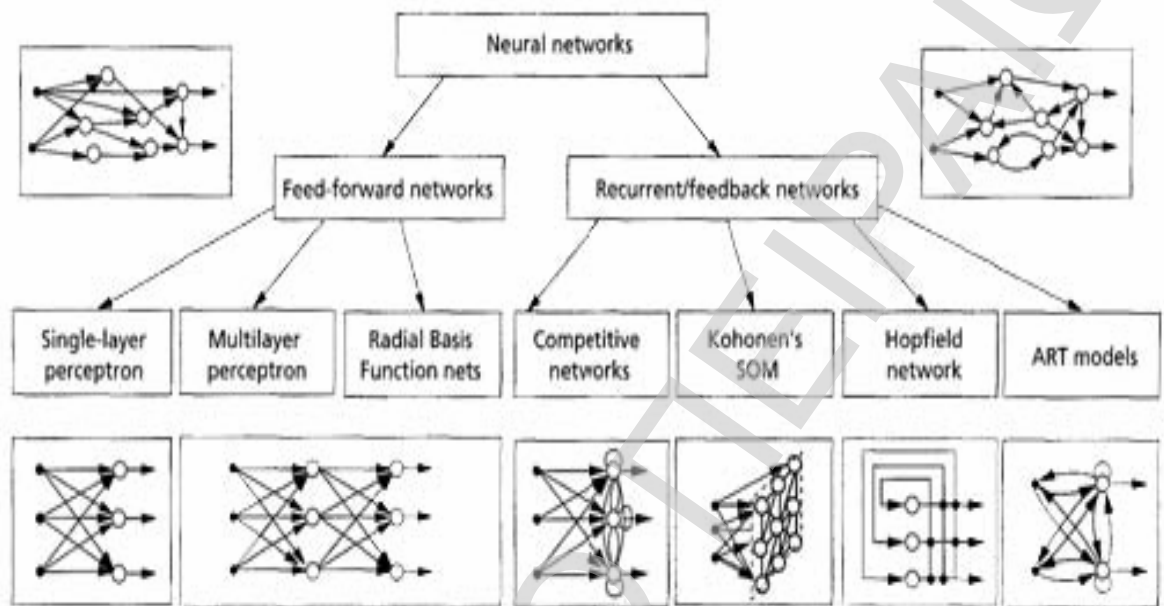 Neural networks
Feed-forward networks
Recurrent/feedback networks
Single-layer
perceptron
Multilayer
perceptron
Radial Basis
Function nets
Competitive
networks
Kohonen's
SOM
Hopfield
network
ART models